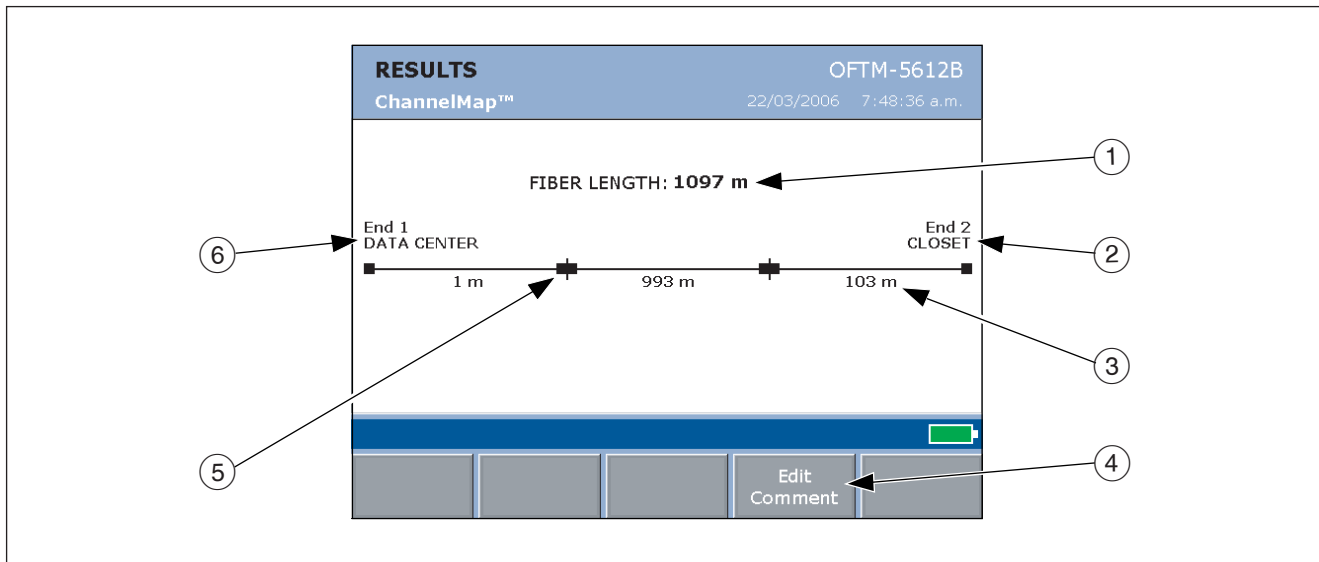 RESULTS OFTM-5612B
ChannelMap™ 22/03/2006 7:48:36 a.m.
1
FIBER LENGTH: 1097 m
End 1 End 2
DATA CENTER CLOSET
6
2
1 m 993 m 103 m
3
5
4
Edit
Comment